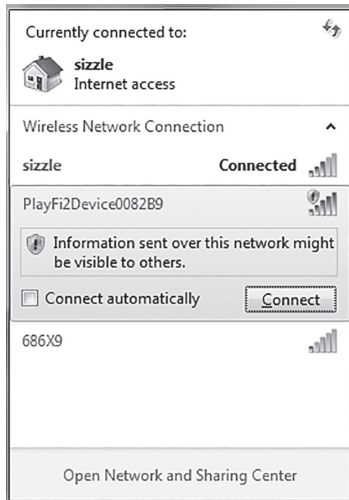 Currently connected to:
sizzle
Internet access
Wireless Network Connection
sizzle Connected
PlayFi2Device0082B9
Information sent over this network might
be visible to others.
Connect automatically Connect
686X9
Open Network and Sharing Center